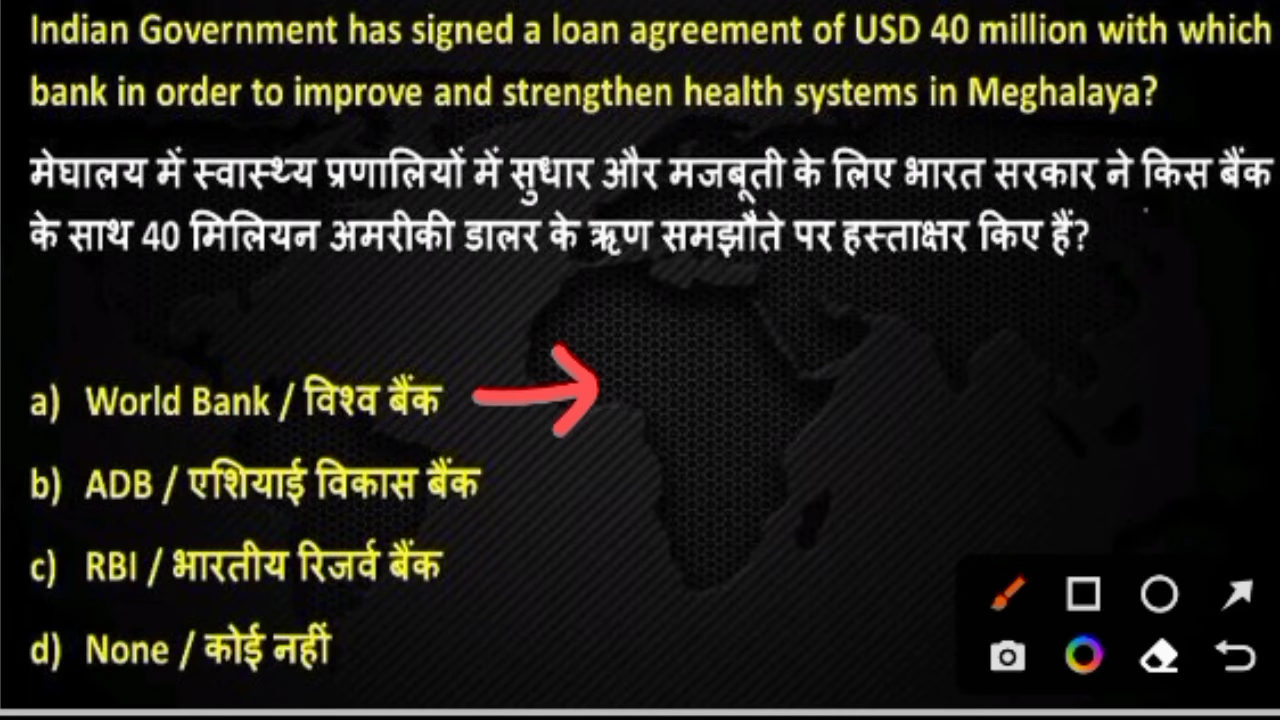 Indian Government has signed a loan agreement of USD 40 million with which
bank in order to improve and strengthen health systems in Meghalaya?
मेघालय में स्वास्थ्य प्रणालियों में सुधार और मजबूती के लिए भारत सरकार ने किस बैंक
के साथ 40 मिलियन अमरीकी डालर के ऋण समझौते पर हस्ताक्षर किए हैं?
a) World Bank / विश्व बैंक
b) ADB / एशियाई विकास बैंक
c) RBI / भारतीय रिजर्व बैंक
d) None / कोई नहीं